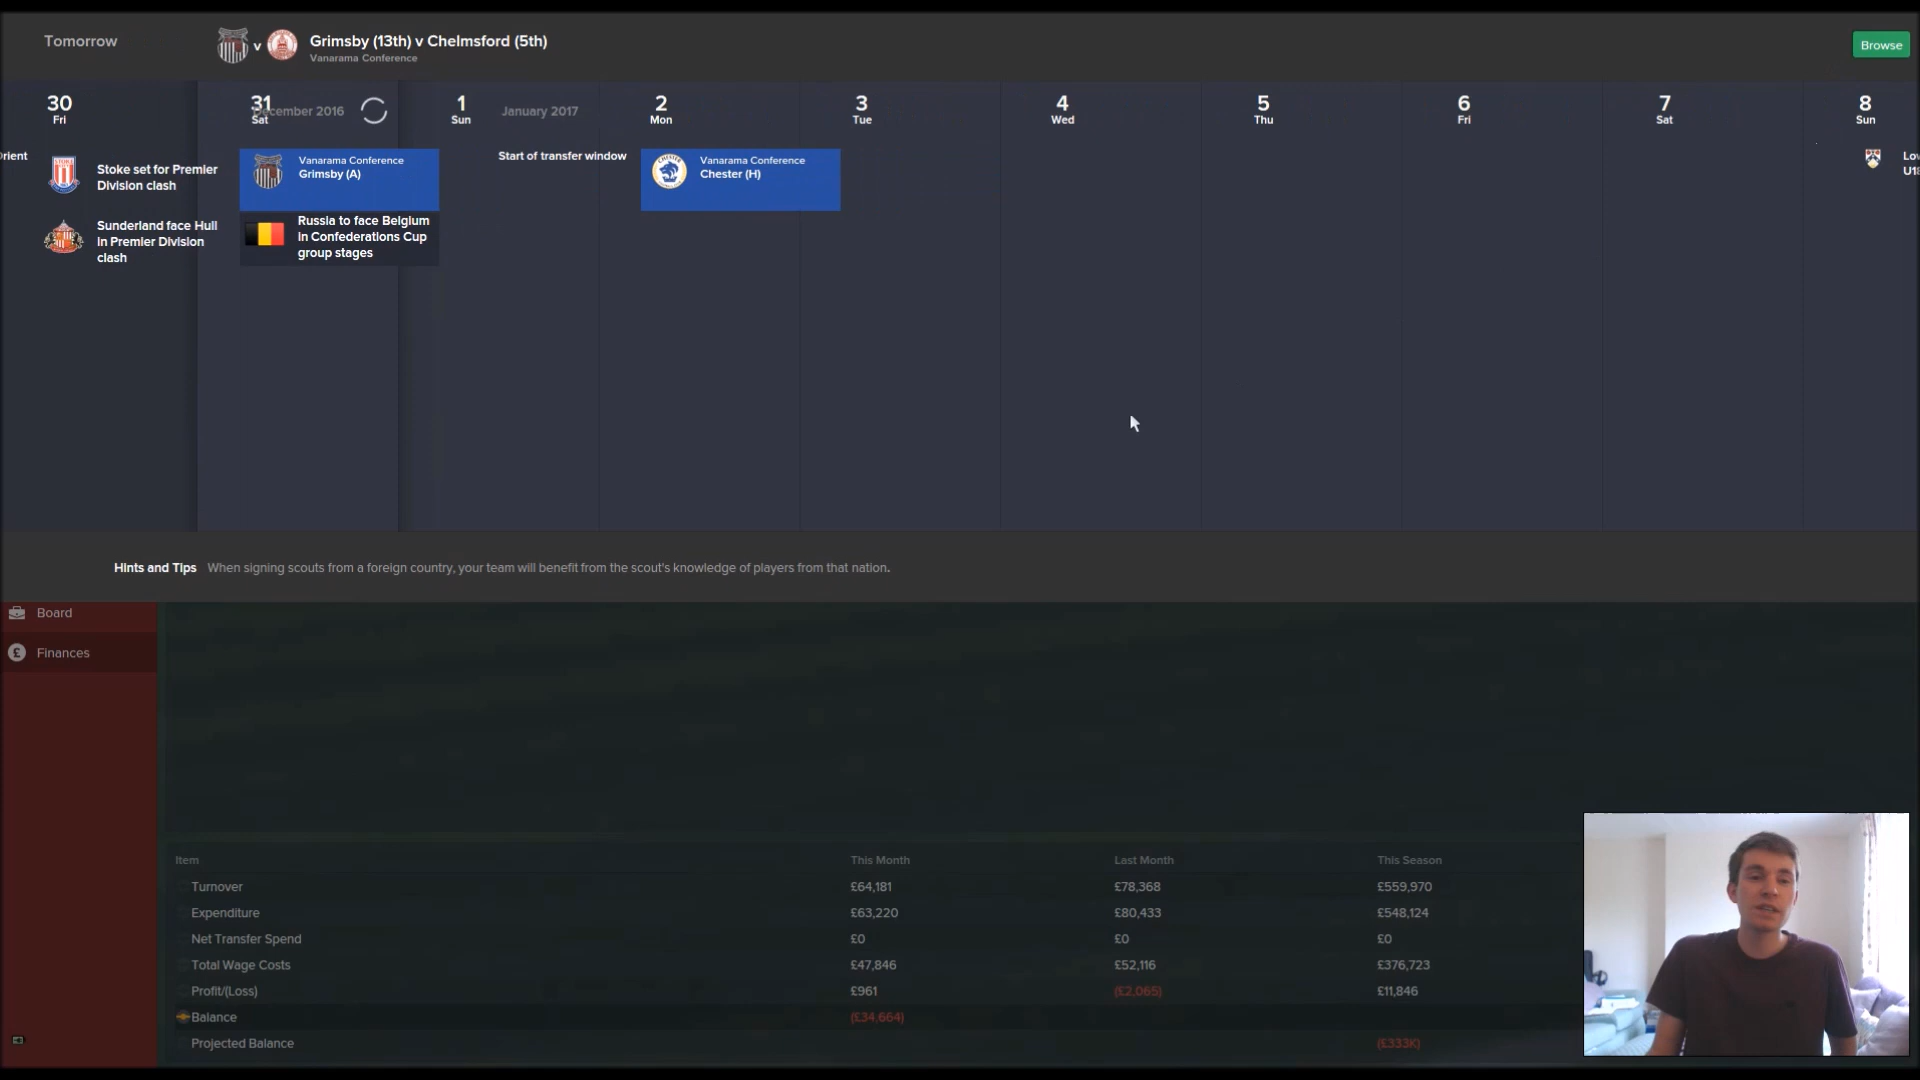 Tomorrow
v
Grimsby (13th) v Chelmsford (5th)
Vanarama Conference
Browse
30
Fri
31
Sat
December 2016
1
Sun
January 2017
2
Mon
3
Tue
4
Wed
5
Thu
6
Fri
7
Sat
8
Sun
Orient
Stoke set for Premier
Division clash
Vanarama Conference
Grimsby (A)
Start of transfer window
Vanarama Conference
Chester (H)
Sunderland face Hull
in Premier Division
clash
Russia to face Belgium
in Confederations Cup
group stages
Hints and Tips When signing scouts from a foreign country, your team will benefit from the scout's knowledge of players from that nation.
Board
Finances
Item This Month Last Month This Season
Turnover £64,181 £78,368 £559,970
Expenditure £63,220 £80,433 £548,124
Net Transfer Spend £0 £0 £0
Total Wage Costs £47,846 £52,116 £376,723
Profit/(Loss) £961 (£2,065) £11,846
Balance (£34,664)
Projected Balance (£333K)